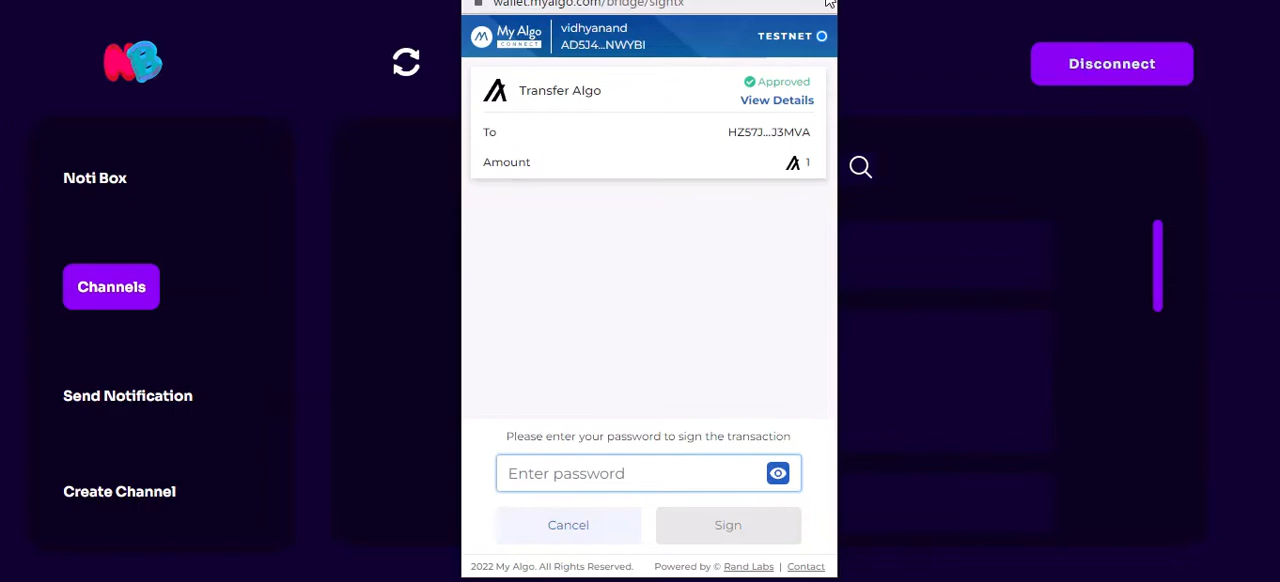 wallet.myalgo.com/bridge/signtx
NB
Noti Box
Channels
Send Notification
Create Channel
My Algo
CONNECT
vidhyanand
AD5J4...NWYBI
TESTNET
Transfer Algo
Approved
View Details
To HZ57J...J3MVA
Amount 1
Please enter your password to sign the transaction
Enter password
Cancel Sign
2022 My Algo. All Rights Reserved. Powered by © Rand Labs | Contact
Disconnect